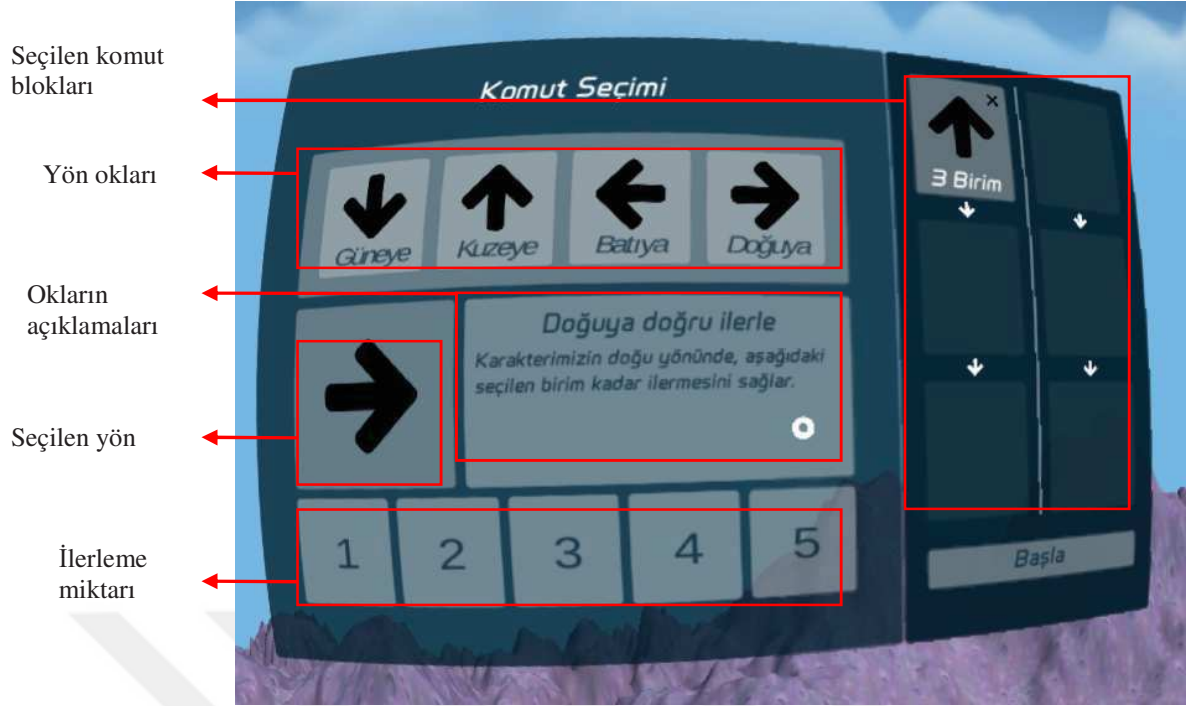 Seçilen komut
blokları
Yön okları
Okların
açıklamaları
Seçilen yön
İlerleme
miktarı
Komut Seçimi
Güneye
Kuzeye
Batıya
Doğuya
Doğuya doğru ilerle
Karakterimizin doğu yönünde, aşağıdaki
seçilen birim kadar ilermesini sağlar.
1
2
3
4
5
3 Birim
Başla